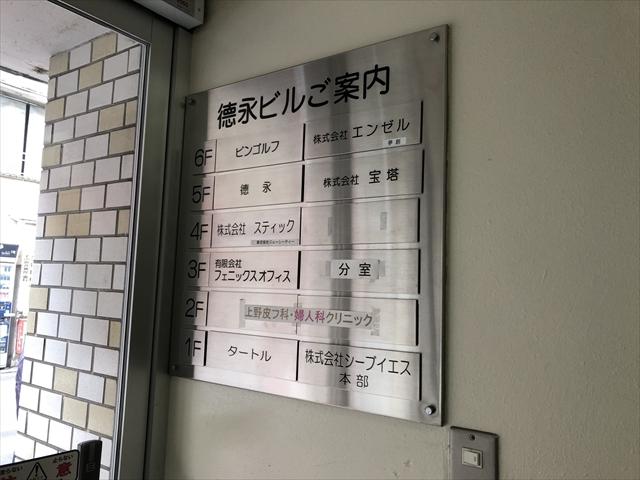 德永ビルご案内
6F ピンゴルフ 株式会社 エンゼル
5F 德永 株式会社 宝塔
4F 株式会社 スティック
3F 有限会社 フェニックスオフィス 分室
2F 上野皮フ科・婦人科クリニック
1F タートル 株式会社シーブイエス
本部
注意